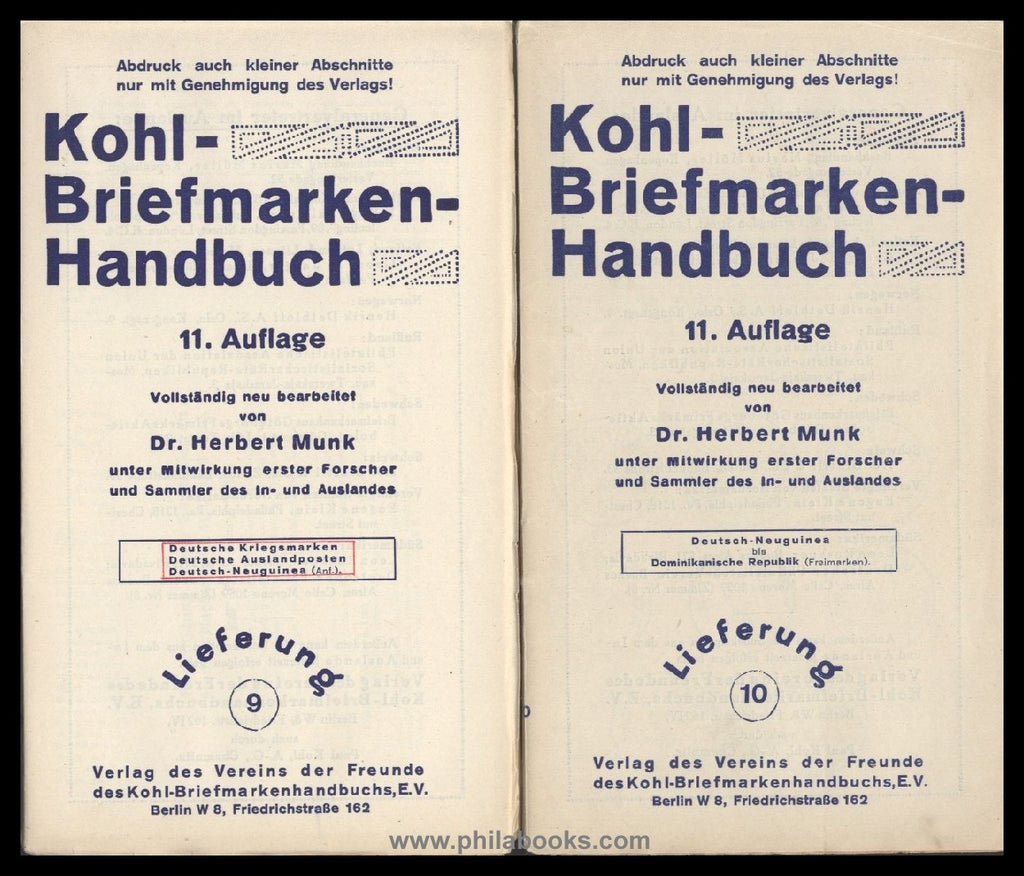 Abdruck auch kleiner Abschnitte
nur mit Genehmigung des Verlags!
Kohl-
Briefmarken-
Handbuch
11. Auflage
Vollständig neu bearbeitet
von
Dr. Herbert Munk
unter Mitwirkung erster Forscher
und Sammler des In- und Auslandes
Deutsche Kriegsmarken
Deutsche Auslandposten
Deutsch-Neuguinea (Anf.).
Lieferung
9
Verlag des Vereins der Freunde
des Kohl-Briefmarkenhandbuchs, E.V.
Berlin W 8, Friedrichstraße 162
Abdruck auch kleiner Abschnitte
nur mit Genehmigung des Verlags!
Kohl-
Briefmarken-
Handbuch
11. Auflage
Vollständig neu bearbeitet
von
Dr. Herbert Munk
unter Mitwirkung erster Forscher
und Sammler des In- und Auslandes
Deutsch-Neuguinea
bis
Dominikanische Republik (Freimarken).
Lieferung
10
Verlag des Vereins der Freunde
des Kohl-Briefmarkenhandbuchs, E.V.
Berlin W 8, Friedrichstraße 162
www.philabooks.com